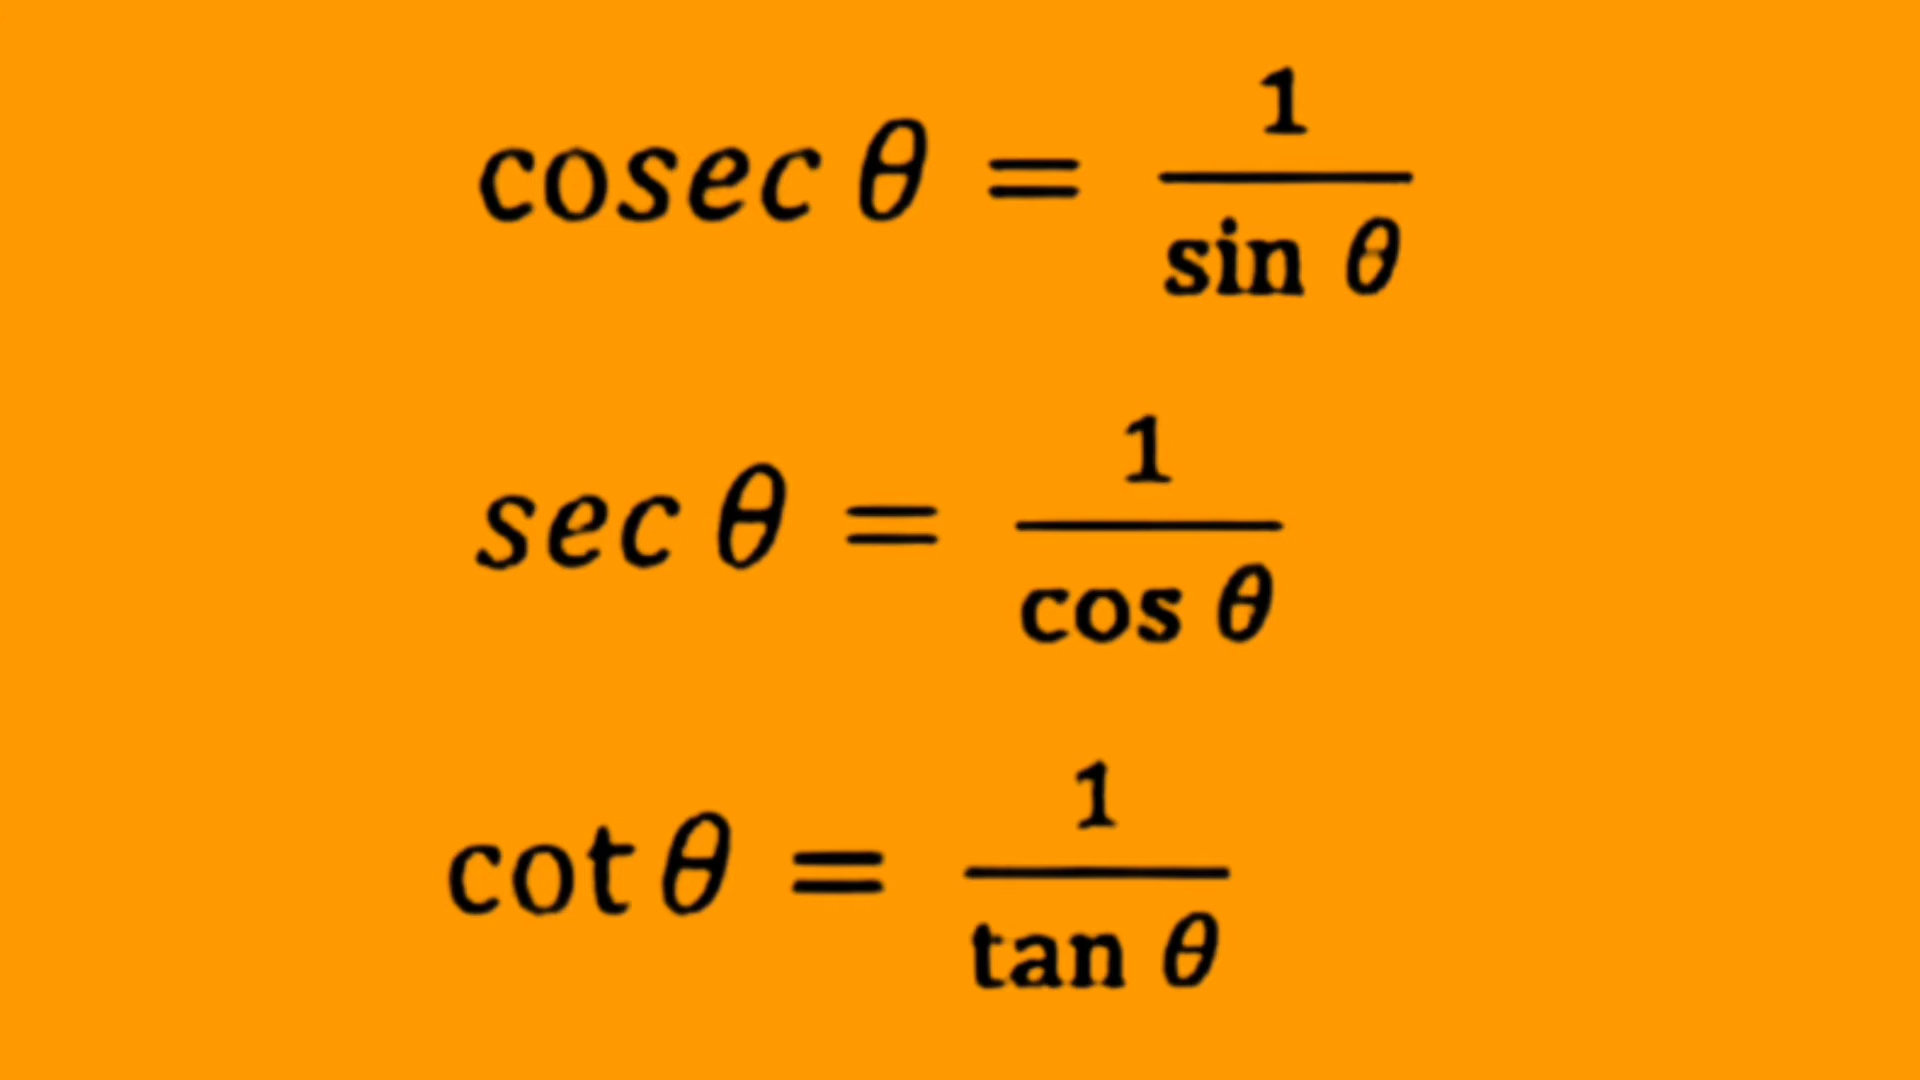 cosec θ = 1/sin θ
sec θ = 1/cos θ
cot θ = 1/tan θ